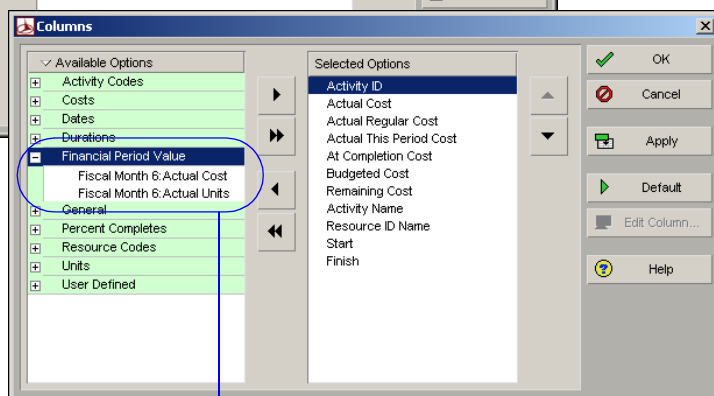 Columns
Available Options
Activity Codes
Costs
Dates
Durations
Financial Period Value
Fiscal Month 6:Actual Cost
Fiscal Month 6:Actual Units
General
Percent Completes
Resource Codes
Units
User Defined
Selected Options
Activity ID
Actual Cost
Actual Regular Cost
Actual This Period Cost
At Completion Cost
Budgeted Cost
Remaining Cost
Activity Name
Resource ID Name
Start
Finish
OK
Cancel
Apply
Default
Edit Column...
Help